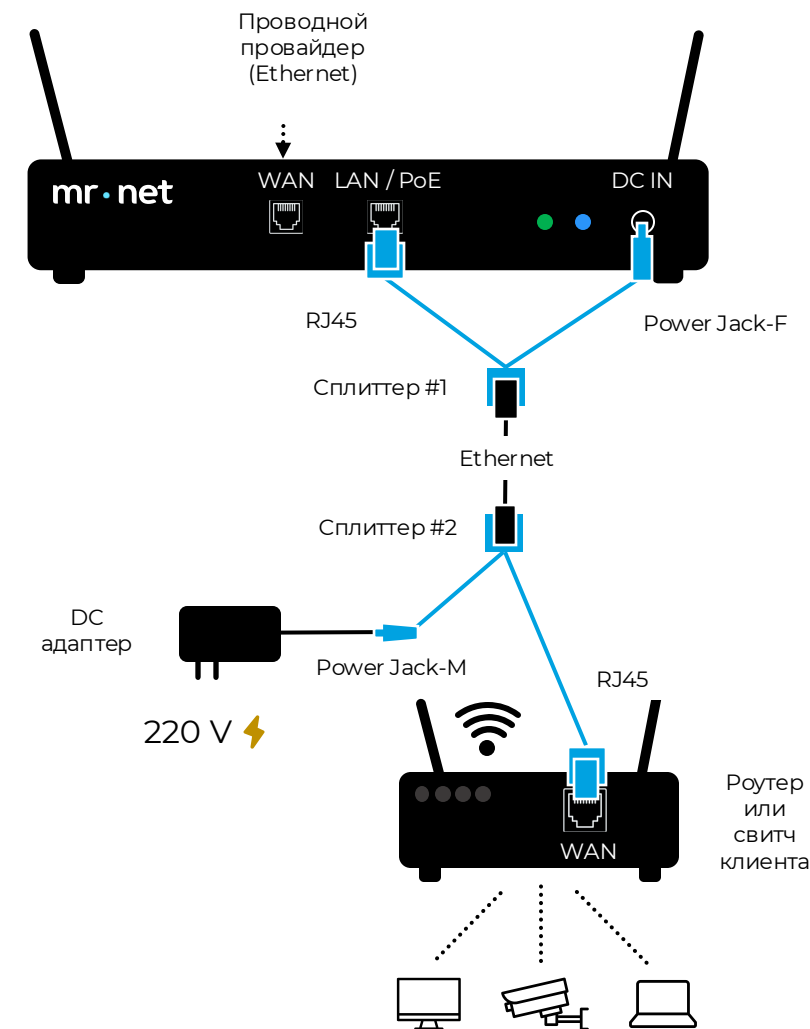 Проводной
провайдер
(Ethernet)
mr·net
WAN
LAN / PoE
DC IN
RJ45
Power Jack-F
Сплиттер #1
Ethernet
Сплиттер #2
DC
адаптер
Power Jack-M
RJ45
220 V
Роутер
или
свитч
клиента
WAN